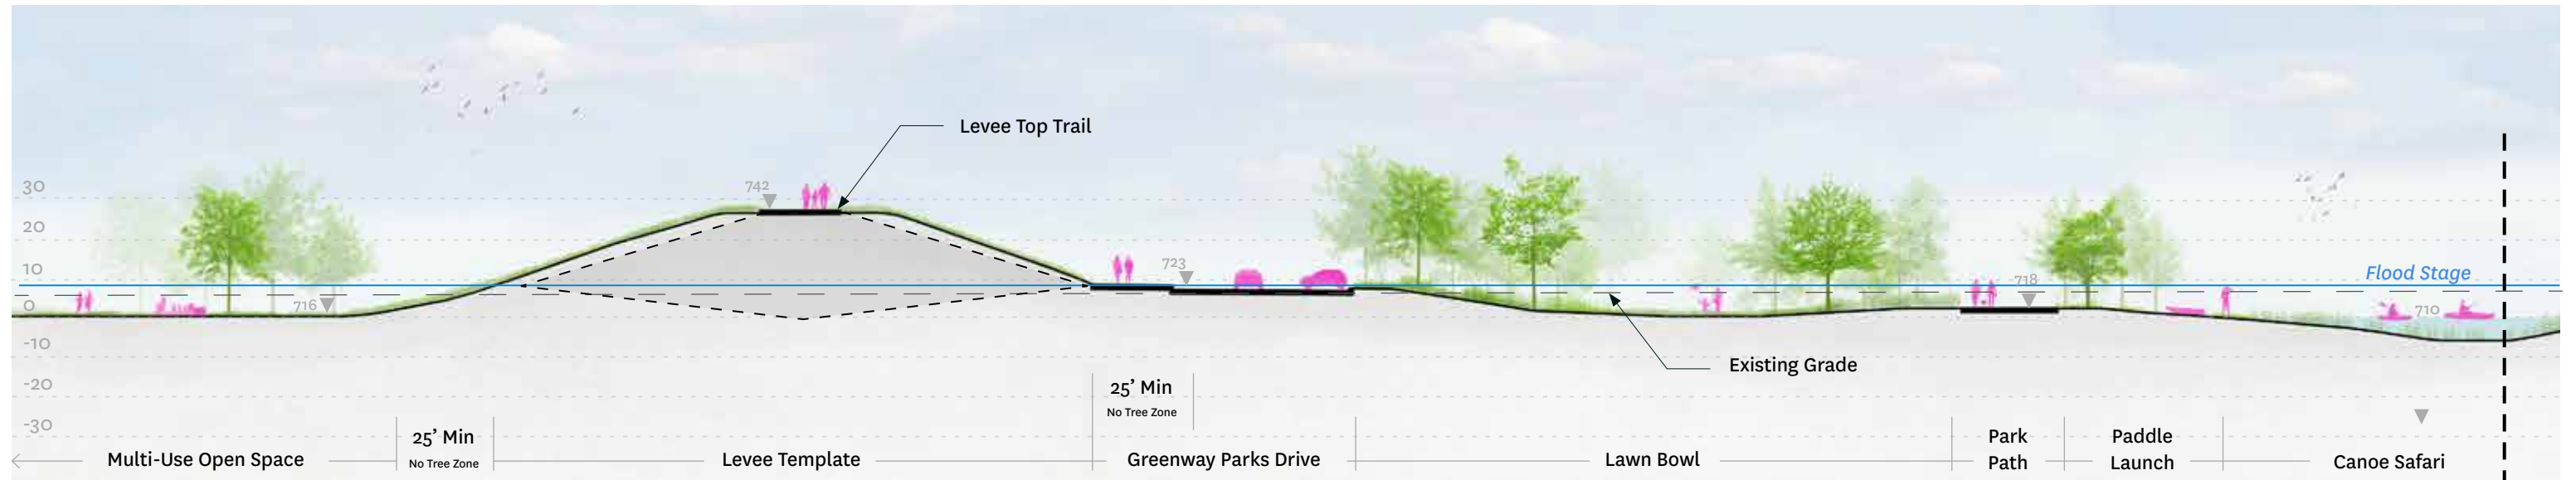 Levee Top Trail
30
742
20
10
723
718
Flood Stage
0
716
710
-10
Existing Grade
-20
25’ Min
No Tree Zone
-30
25’ Min
No Tree Zone
Multi-Use Open Space
Levee Template
Greenway Parks Drive
Lawn Bowl
Park
Path
Paddle
Launch
Canoe Safari